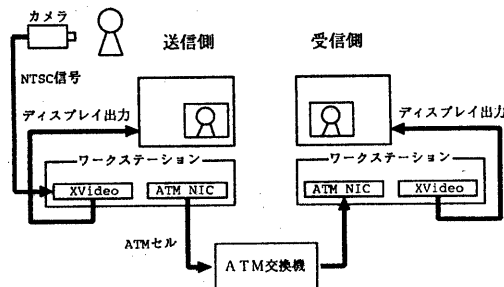 カメラ
送信側
受信側
NTSC信号
ディスプレイ出力
ディスプレイ出力
ワークステーション
ワークステーション
XVideo
ATM NIC
ATM NIC
XVideo
ATMセル
ATM交換機